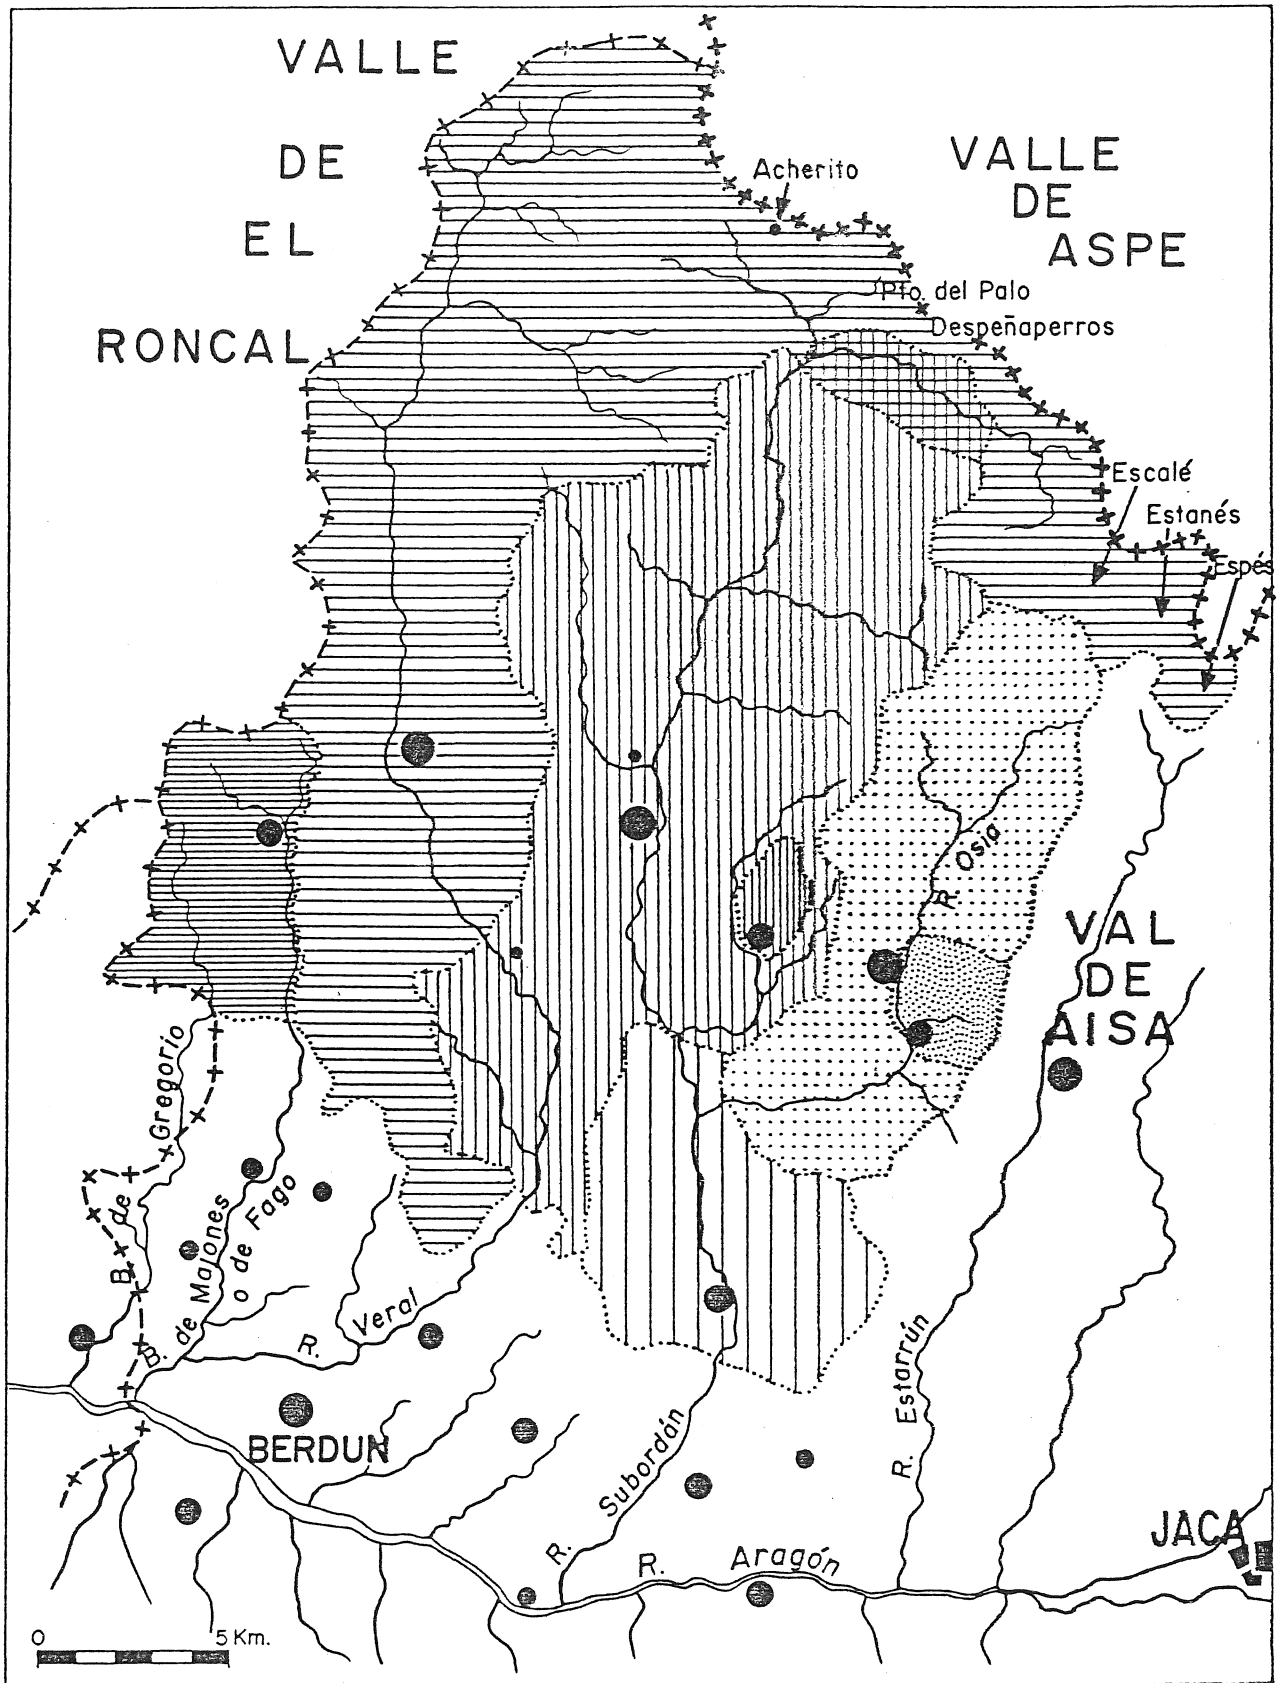 VALLE
DE
EL
RONCAL
Acherito
VALLE
DE
ASPE
Pto. del Palo
Despeñaperros
Escalé
Estanés
Espés
R. Osia
VAL
DE
AISA
B. de Gregorio
B. de Majones
o de Fago
R. Veral
BERDUN
R. Subordán
R. Estarrún
R. Aragón
JACA
0 5 Km.